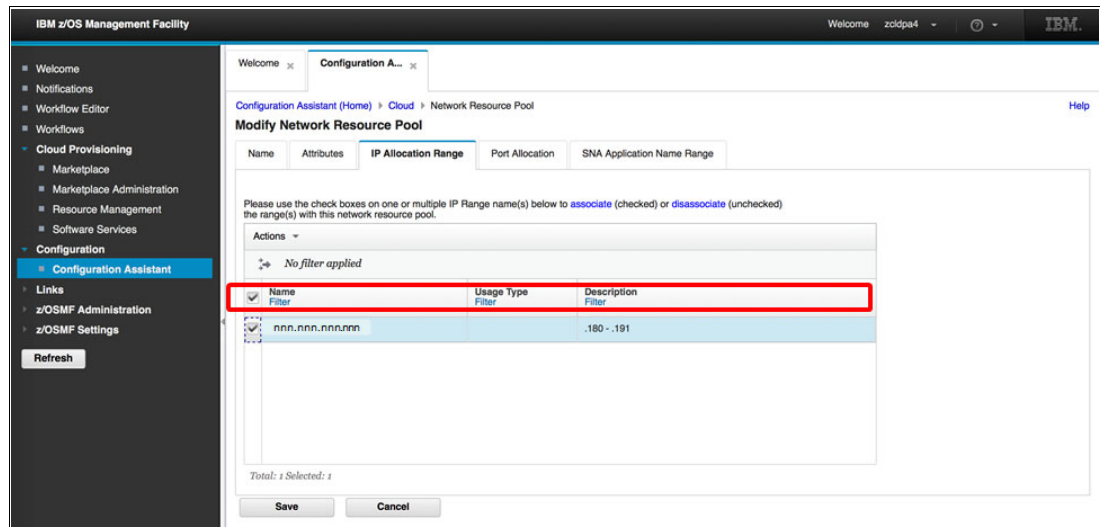 IBM z/OS Management Facility
Welcome zcldpa4
IBM.
Welcome
Notifications
Workflow Editor
Workflows
Cloud Provisioning
Marketplace
Marketplace Administration
Resource Management
Software Services
Configuration
Configuration Assistant
Links
z/OSMF Administration
z/OSMF Settings
Refresh
Welcome
Configuration A...
Configuration Assistant (Home) Cloud Network Resource Pool
Help
Modify Network Resource Pool
Name Attributes IP Allocation Range Port Allocation SNA Application Name Range
Please use the check boxes on one or multiple IP Range name(s) below to associate (checked) or disassociate (unchecked)
the range(s) with this network resource pool.
Actions
No filter applied
Name Usage Type Description
Filter Filter Filter
nnn.nnn.nnn.nnn .180 - .191
Total: 1 Selected: 1
Save Cancel